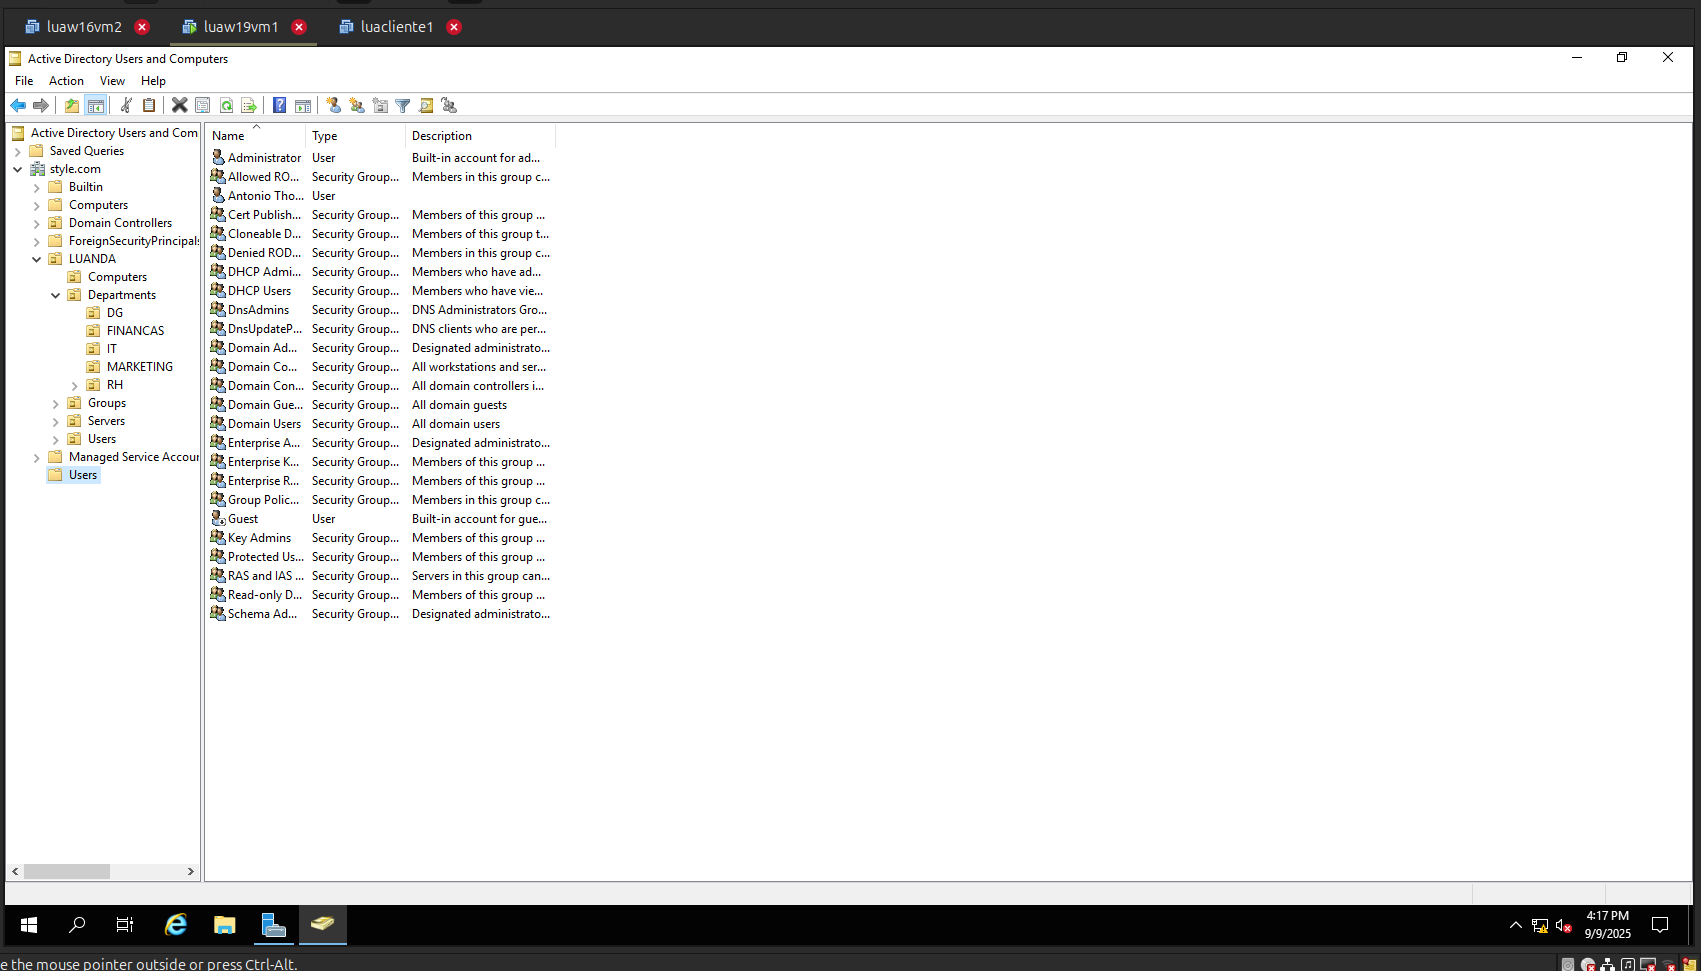 luaw16vm2 luaw19vm1 luacliente1
Active Directory Users and Computers
File Action View Help
Active Directory Users and Com
Saved Queries
style.com
Builtin
Computers
Domain Controllers
ForeignSecurityPrincipals
LUANDA
Computers
Departments
DG
FINANCAS
IT
MARKETING
RH
Groups
Servers
Users
Managed Service Accour
Users
Name Type Description
Administrator User Built-in account for ad...
Allowed RO... Security Group... Members in this group c...
Antonio Tho... User
Cert Publish... Security Group... Members of this group ...
Cloneable D... Security Group... Members of this group t...
Denied ROD... Security Group... Members in this group c...
DHCP Admi... Security Group... Members who have ad...
DHCP Users Security Group... Members who have vie...
DnsAdmins Security Group... DNS Administrators Gro...
DnsUpdateP... Security Group... DNS clients who are per...
Domain Ad... Security Group... Designated administrato...
Domain Co... Security Group... All workstations and ser...
Domain Con... Security Group... All domain controllers i...
Domain Gue... Security Group... All domain guests
Domain Users Security Group... All domain users
Enterprise A... Security Group... Designated administrato...
Enterprise K... Security Group... Members of this group ...
Enterprise R... Security Group... Members of this group ...
Group Polic... Security Group... Members in this group c...
Guest User Built-in account for gue...
Key Admins Security Group... Members of this group ...
Protected Us... Security Group... Members of this group ...
RAS and IAS ... Security Group... Servers in this group can...
Read-only D... Security Group... Members of this group ...
Schema Ad... Security Group... Designated administrato...
4:17 PM
9/9/2025
e the mouse pointer outside or press Ctrl-Alt.